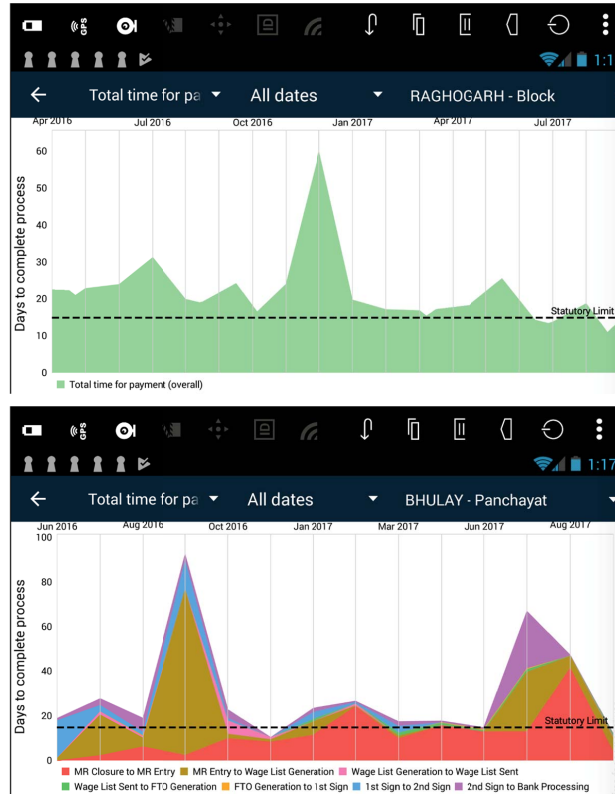 GPS
1:1
Total time for pa
All dates
RAGHOGARH - Block
Apr 2016 Jul 2016 Oct 2016 Jan 2017 Apr 2017 Jul 2017
Days to complete process
60
50
40
30
20
10
0
Statutory Limit
Total time for payment (overall)
GPS
1:17
Total time for pa
All dates
BHULAY - Panchayat
Jun 2016 Aug 2016 Oct 2016 Jan 2017 Mar 2017 Jun 2017 Aug 2017
Days to complete process
100
80
60
40
20
0
Statutory Limit
MR Closure to MR Entry MR Entry to Wage List Generation Wage List Generation to Wage List Sent
Wage List Sent to FTO Generation FTO Generation to 1st Sign 1st Sign to 2nd Sign 2nd Sign to Bank Processing